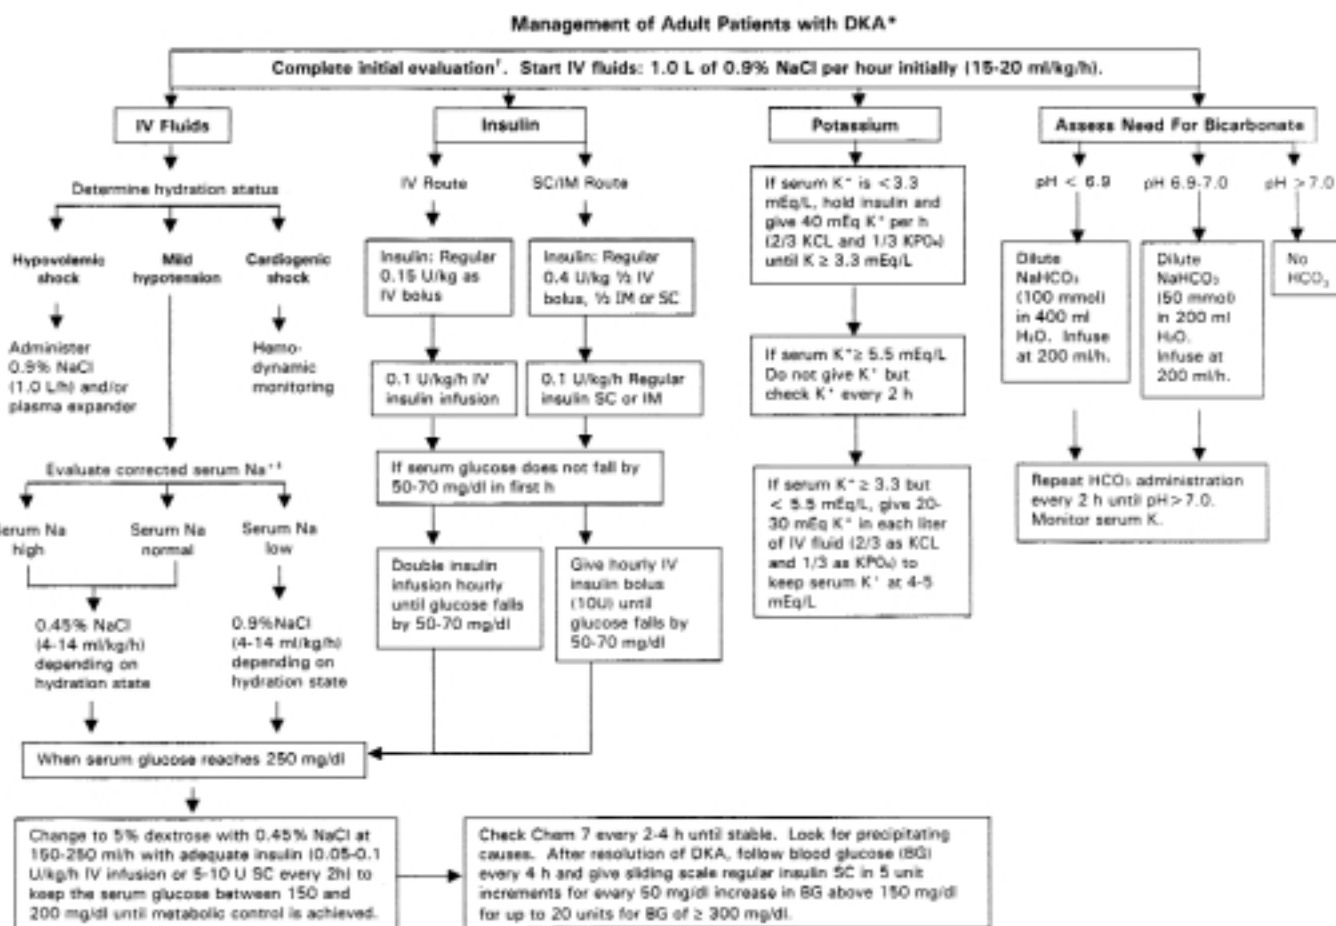 Management of Adult Patients with DKA*
Complete initial evaluation†. Start IV fluids: 1.0 L of 0.9% NaCl per hour initially (15-20 ml/kg/h).
IV Fluids
Determine hydration status
Hypovolemic
shock
Mild
hypotension
Cardiogenic
shock
Administer
0.9% NaCl
(1.0 L/h) and/or
plasma expander
Hemo-
dynamic
monitoring
Evaluate corrected serum Na⁺‡
Serum Na
high
Serum Na
normal
Serum Na
low
0.45% NaCl
(4-14 ml/kg/h)
depending on
hydration state
0.9%NaCl
(4-14 ml/kg/h)
depending on
hydration state
Insulin
IV Route
SC/IM Route
Insulin: Regular
0.15 U/kg as
IV bolus
Insulin: Regular
0.4 U/kg ½ IV
bolus, ½ IM or SC
0.1 U/kg/h IV
insulin infusion
0.1 U/kg/h Regular
insulin SC or IM
If serum glucose does not fall by
50-70 mg/dl in first h
Double insulin
infusion hourly
until glucose falls
by 50-70 mg/dl
Give hourly IV
insulin bolus
(10U) until
glucose falls by
50-70 mg/dl
Potassium
If serum K⁺ is <3.3
mEq/L, hold insulin and
give 40 mEq K⁺ per h
(2/3 KCL and 1/3 KPO₄)
until K ≥ 3.3 mEq/L
If serum K⁺≥ 5.5 mEq/L
Do not give K⁺ but
check K⁺ every 2 h
If serum K⁺ ≥ 3.3 but
< 5.5 mEq/L, give 20-
30 mEq K⁺ in each liter
of IV fluid (2/3 as KCL
and 1/3 as KPO₄) to
keep serum K⁺ at 4-5
mEq/L
Assess Need For Bicarbonate
pH < 6.9
pH 6.9-7.0
pH >7.0
Dilute
NaHCO₃
(100 mmol)
in 400 ml
H₂O. Infuse
at 200 ml/h.
Dilute
NaHCO₃
(50 mmol)
in 200 ml
H₂O.
Infuse at
200 ml/h.
No
HCO₃
Repeat HCO₃ administration
every 2 h until pH>7.0.
Monitor serum K.
When serum glucose reaches 250 mg/dl
Change to 5% dextrose with 0.45% NaCl at
150-250 ml/h with adequate insulin (0.05-0.1
U/kg/h IV infusion or 5-10 U SC every 2h) to
keep the serum glucose between 150 and
200 mg/dl until metabolic control is achieved.
Check Chem 7 every 2-4 h until stable. Look for precipitating
causes. After resolution of DKA, follow blood glucose (BG)
every 4 h and give sliding scale regular insulin SC in 5 unit
increments for every 50 mg/dl increase in BG above 150 mg/dl
for up to 20 units for BG of ≥ 300 mg/dl.